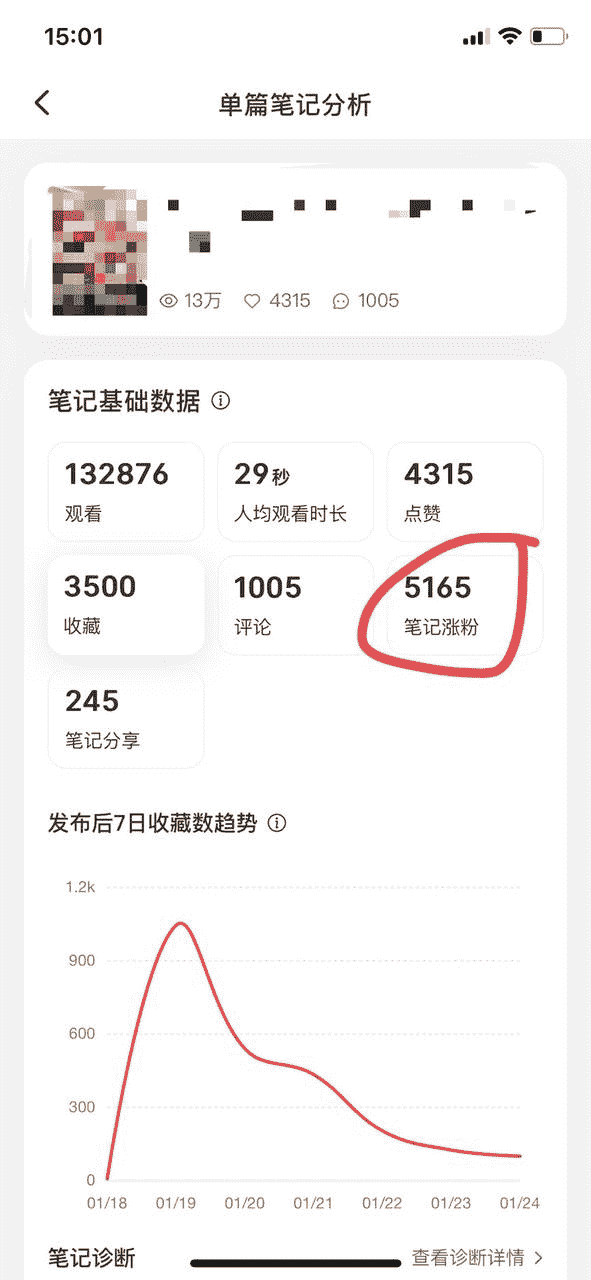 15:01
单篇笔记分析
13万 4315 1005
笔记基础数据
132876 29秒 4315
观看 人均观看时长 点赞
3500 1005 5165
收藏 评论 笔记涨粉
245
笔记分享
发布后7日收藏数趋势
1.2k
900
600
300
0
01/18 01/19 01/20 01/21 01/22 01/23 01/24
笔记诊断 查看诊断详情